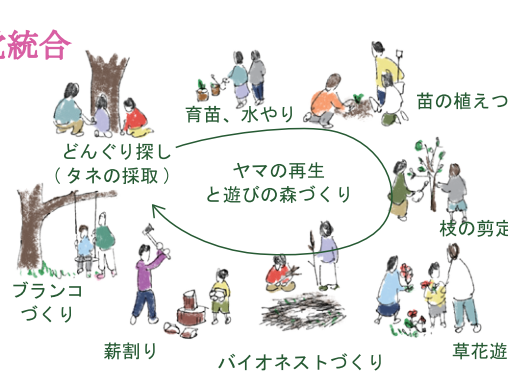 統合
育苗、水やり
苗の植えつ
どんぐり探し
(タネの採取)
ヤマの再生
と遊びの森づくり
枝の剪定
ブランコ
づくり
薪割り
バイオネストづくり
草花遊